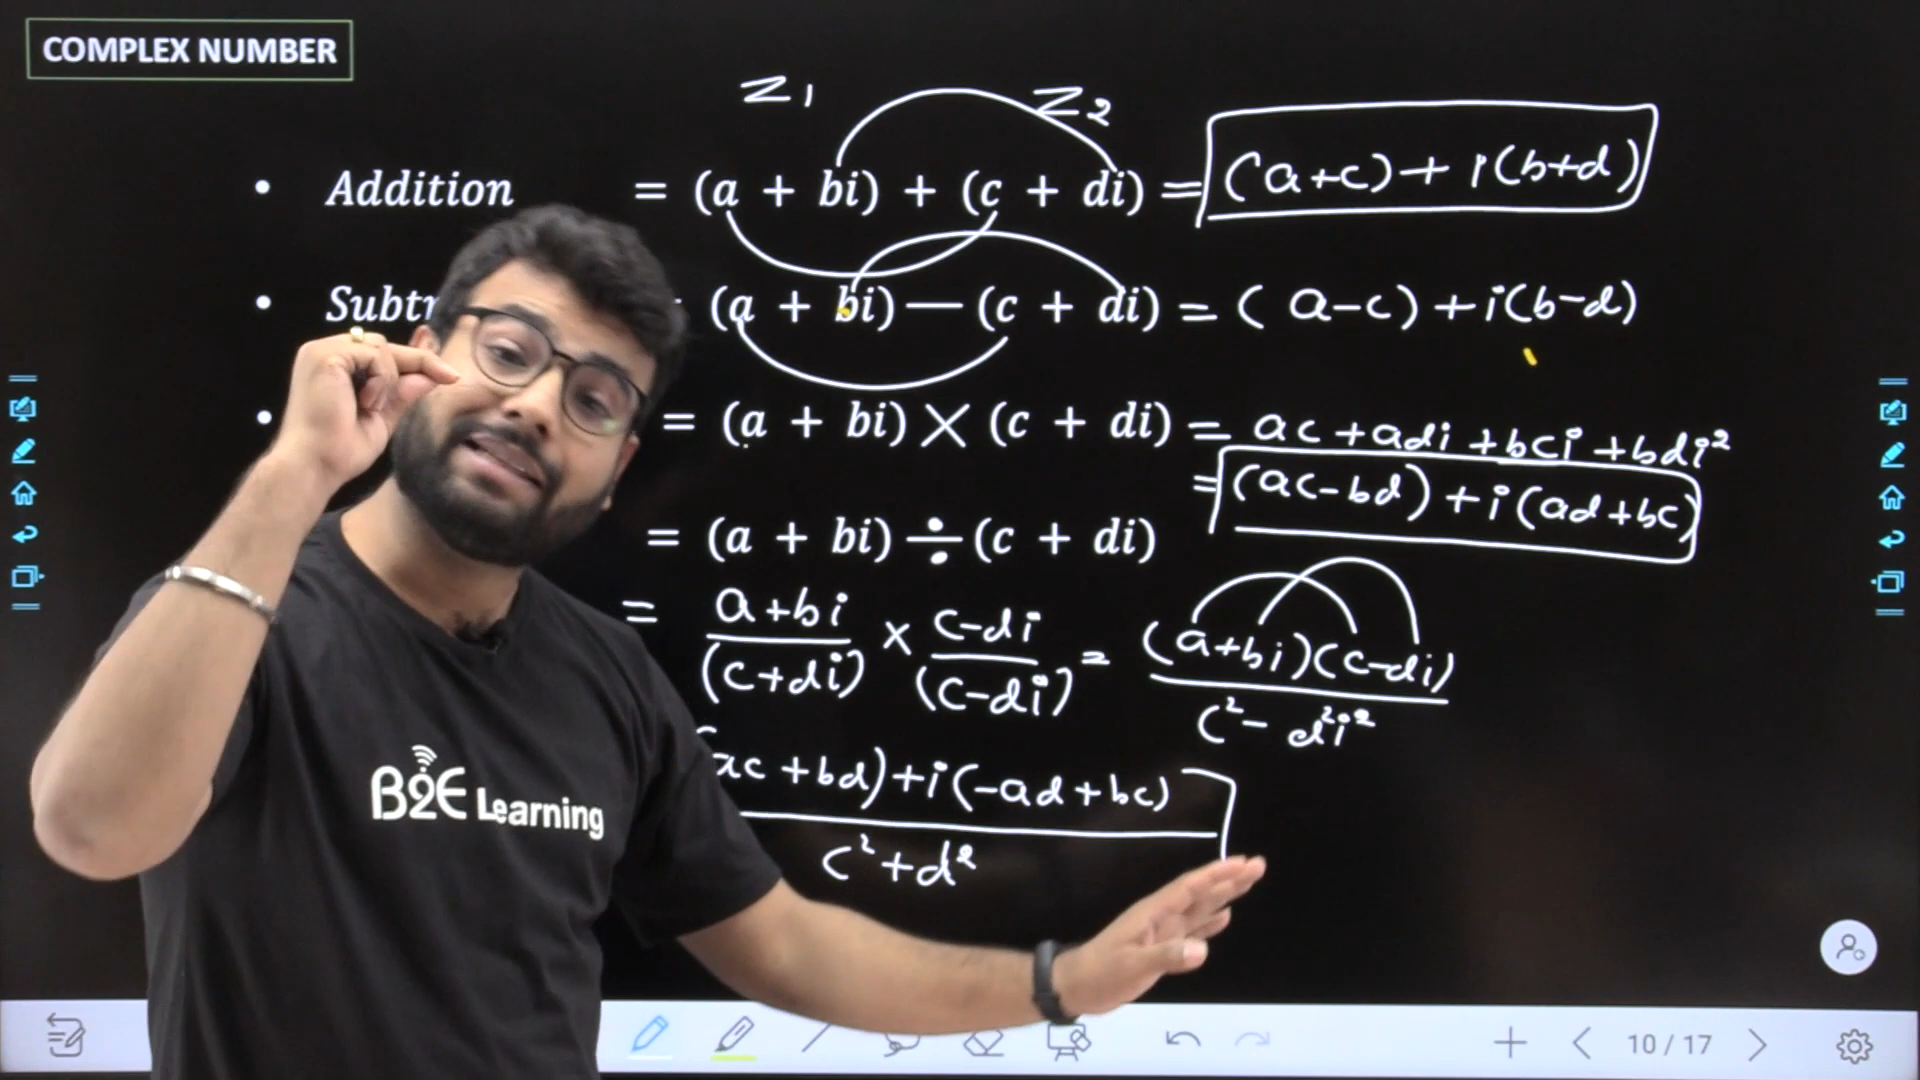 COMPLEX NUMBER
Z₁ Z₂
• Addition = (a + bi) + (c + di) = (a+c) + i(b+d)
• Subtr (a + bi) — (c + di) = (a-c) + i(b-d)
• = (a + bi) × (c + di) = ac + adi + bci + bdi²
= (ac-bd) + i(ad+bc)
= (a + bi) ÷ (c + di)
= a+bi/(c+di) × c-di/(c-di) = (a+bi)(c-di)/c²-d²i²
c+bd)+i(-ad+bc)/c²+d²
B2E Learning
10 / 17